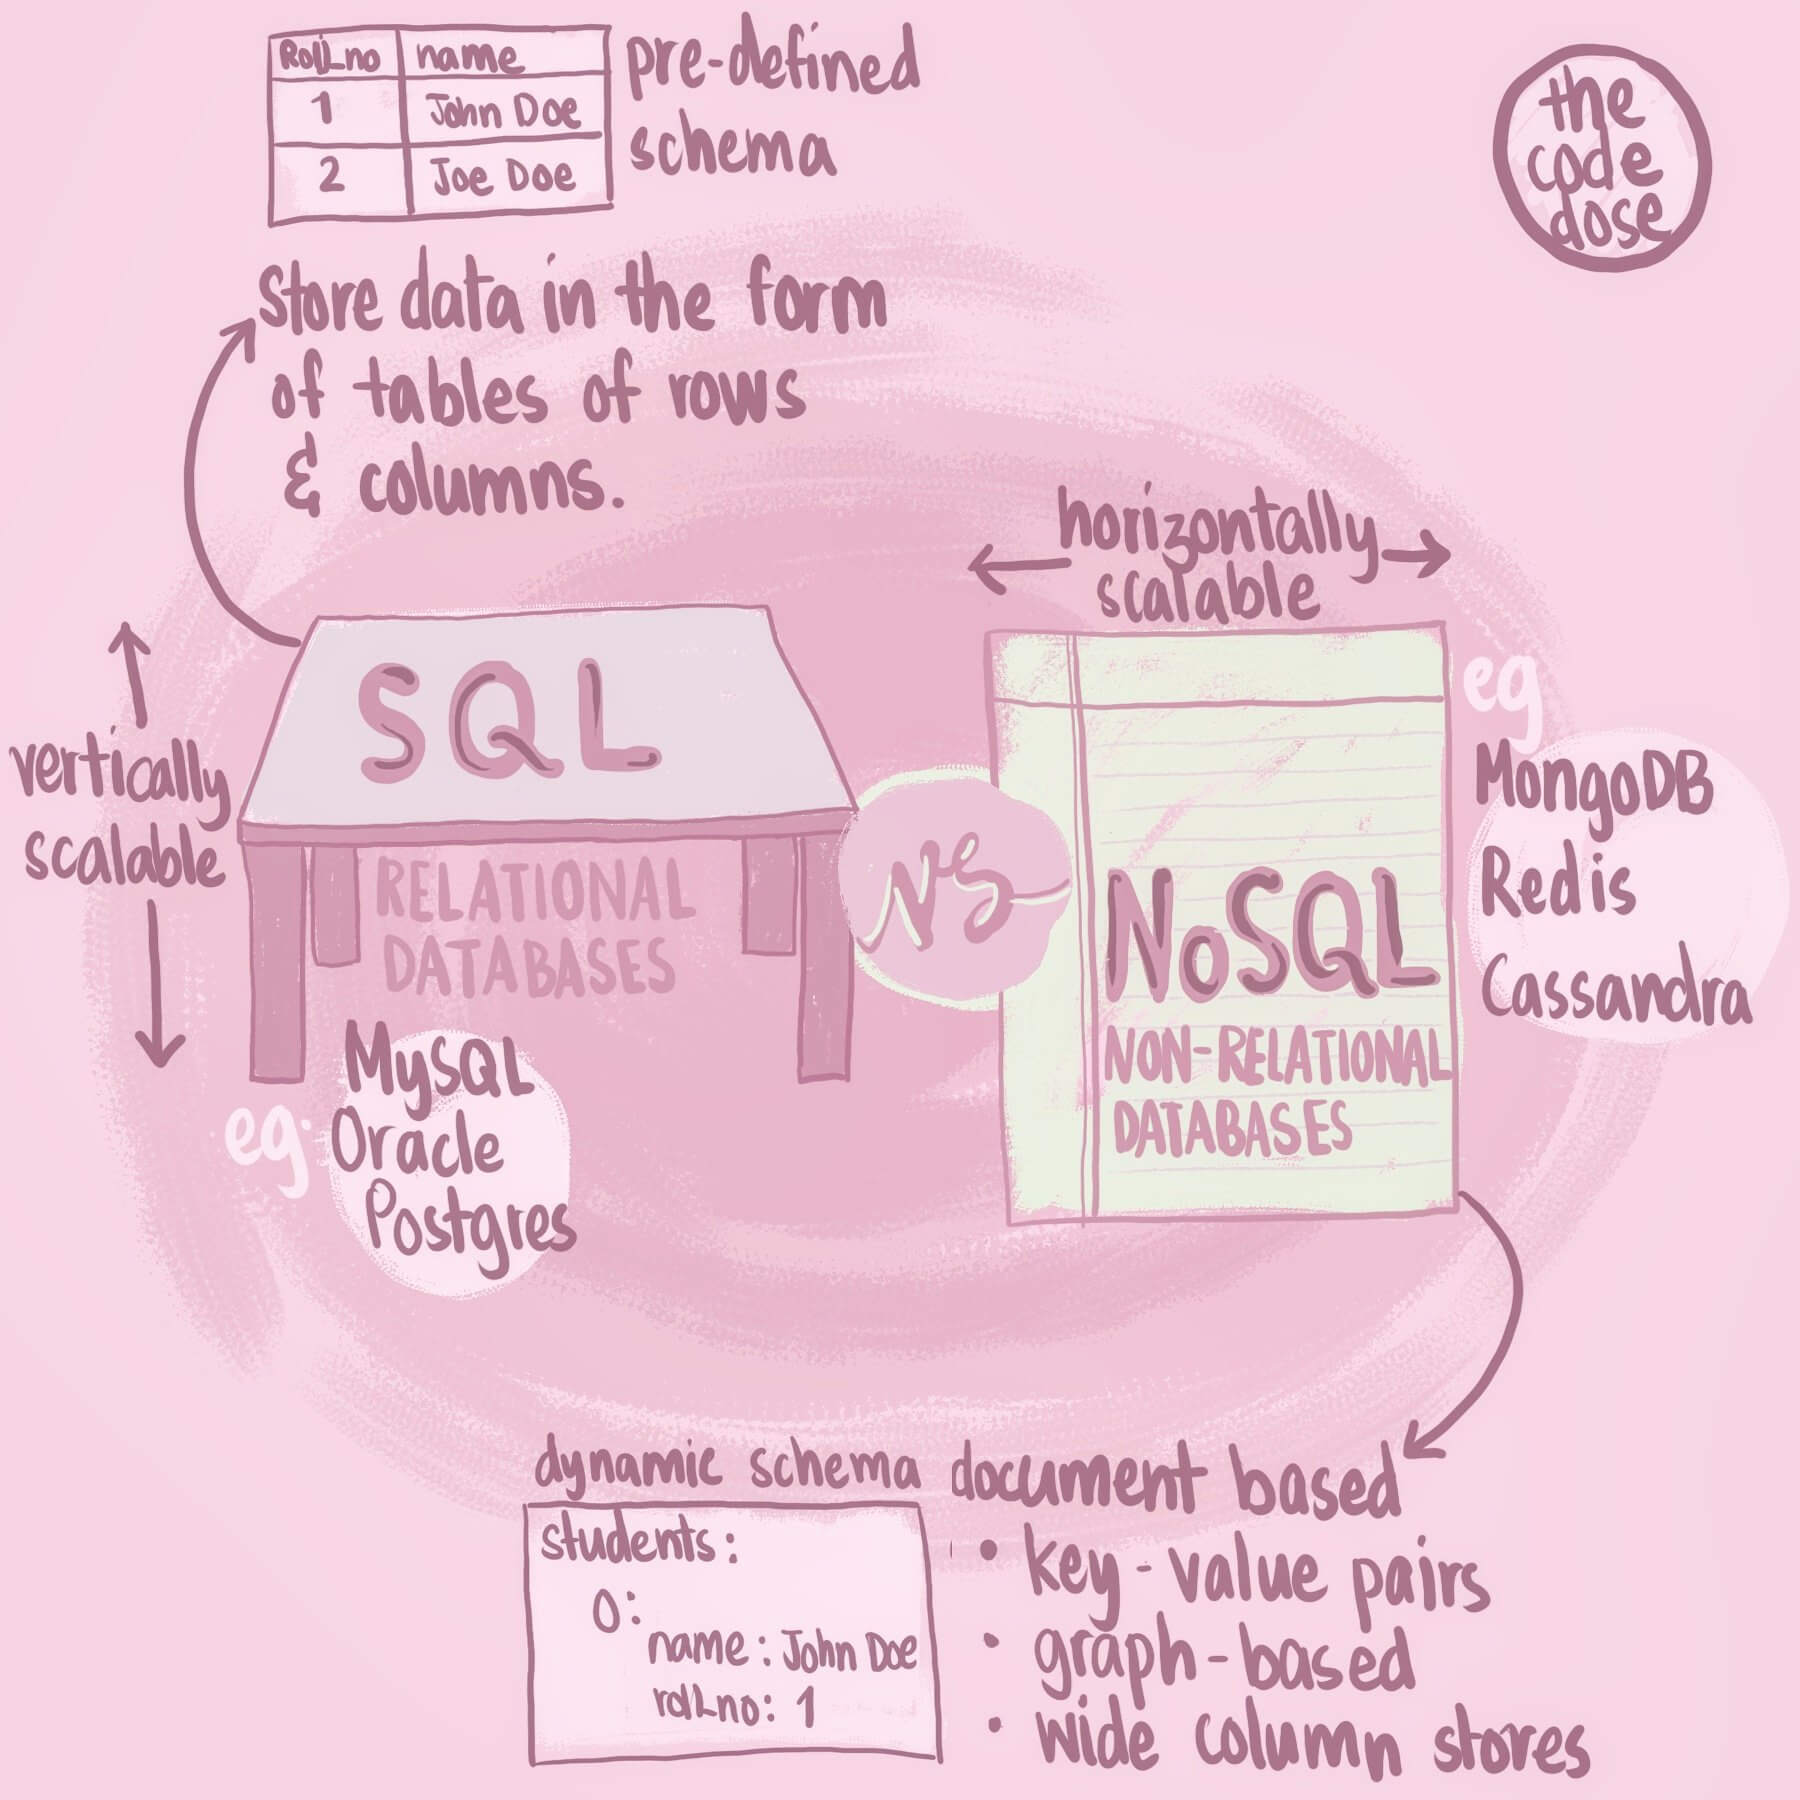 Roll_no name
1 John Doe
2 Joe Doe
pre-defined
schema
the
code
dose
Store data in the form
of tables of rows
& columns.
horizontally
scalable
vertically
scalable
SQL
RELATIONAL
DATABASES
eg.
MySQL
Oracle
Postgres
VS
NoSQL
NON-RELATIONAL
DATABASES
eg
MongoDB
Redis
Cassandra
dynamic schema
students:
0:
name: John Doe
roll_no: 1
document based
• key-value pairs
• graph-based
• wide column stores